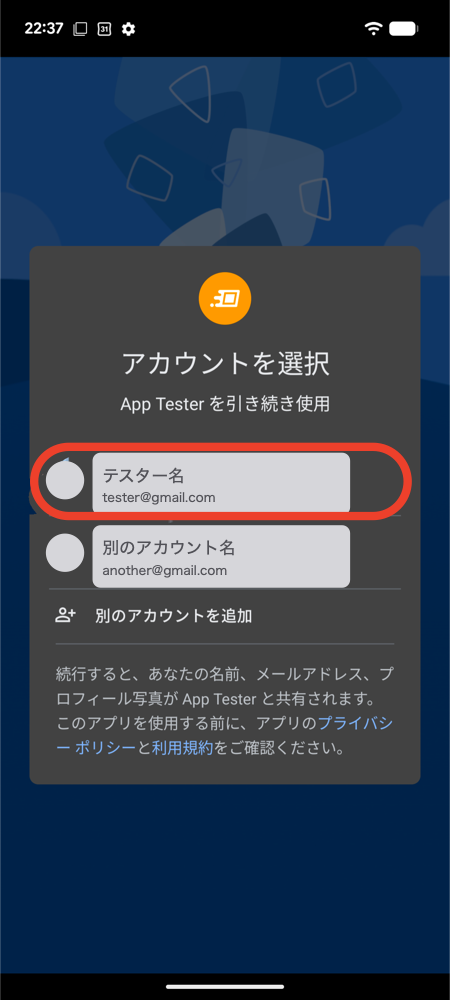 22:37
31
アカウントを選択
App Tester を引き続き使用
テスター名
tester@gmail.com
別のアカウント名
another@gmail.com
別のアカウントを追加
続行すると、あなたの名前、メールアドレス、プ
ロフィール写真が App Tester と共有されます。
このアプリを使用する前に、アプリのプライバシ
ー ポリシーと利用規約をご確認ください。